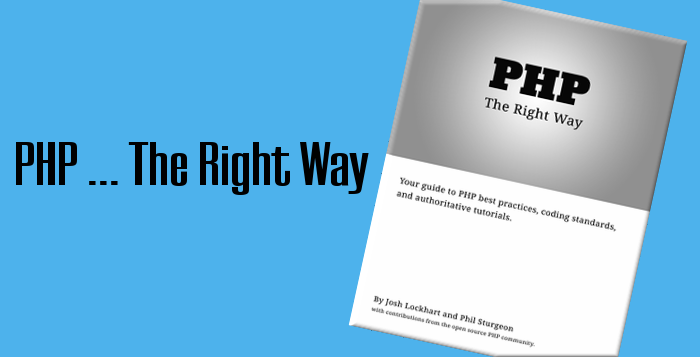 PHP ... The Right Way
PHP
The Right Way
Your guide to PHP best practices, coding standards,
and authoritative tutorials.
By Josh Lockhart and Phil Sturgeon
with contributions from the open source PHP community.